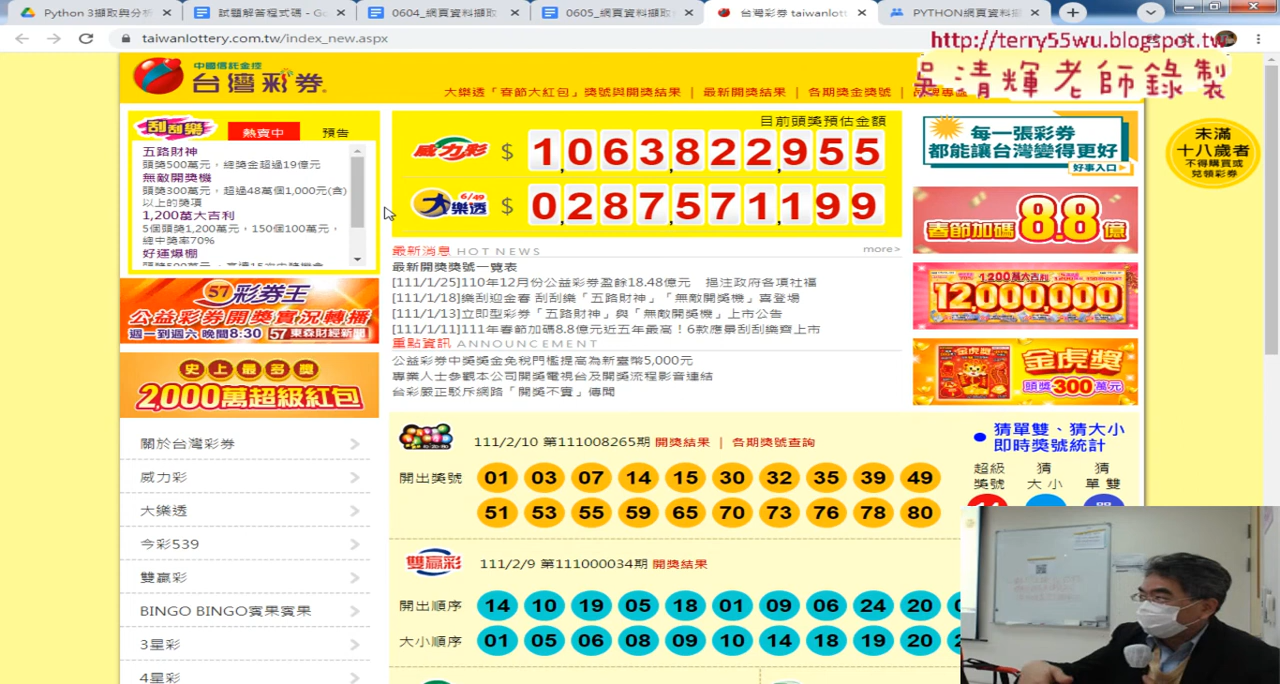 Python 3擷取與分析
試題解答程式碼 - Go
0604_網頁資料擷取
0605_網頁資料擷取
台灣彩券 taiwanlott
PYTHON網頁資料擷
taiwanlottery.com.tw/index_new.aspx
http://terry55wu.blogspot.tw
吳清輝老師錄製
中國信託金控
台灣彩券
大樂透「春節大紅包」獎號與開獎結果 | 最新開獎結果 | 各期獎金獎號 |
刮刮樂 熱賣中 預告
五路財神
頭獎500萬元，總獎金超過19億元
無敵開獎機
頭獎300萬元，超過48萬個1,000元(含)
以上的獎項
1,200萬大吉利
5個頭獎1,200萬元，150個100萬元，
總中獎率70%
好運爆棚
目前頭獎預估金額
威力彩 $ 1,063,822,955
大樂透 6/49 $ 0,287,571,199
每一張彩券
都能讓台灣變得更好
好事入口
未滿
十八歲者
不得購買或
兌領彩券
春節加碼8.8億
1200萬大吉利
12,000,000
金虎獎
頭獎300萬元
最新消息 HOT NEWS more>
最新開獎獎號一覽表
[111/1/25]110年12月份公益彩券盈餘18.48億元　挹注政府各項社福
[111/1/18]樂刮迎金春 刮刮樂「五路財神」「無敵開獎機」喜登場
[111/1/13]立即型彩券「五路財神」與「無敵開獎機」上市公告
[111/1/11]111年春節加碼8.8億元近五年最高！6款應景刮刮樂齊上市
重點資訊 ANNOUNCEMENT
公益彩券中獎獎金免稅門檻提高為新臺幣5,000元
專業人士參觀本公司開獎電視台及開獎流程影音連結
台彩嚴正駁斥網路「開獎不實」傳聞
57彩券王
公益彩券開獎實況轉播
週一到週六 晚間8:30 57東森財經新聞
史上最多獎
2,000萬超級紅包
關於台灣彩券
威力彩
大樂透
今彩539
雙贏彩
BINGO BINGO賓果賓果
3星彩
4星彩
111/2/10 第111008265期 開獎結果 | 各期獎號查詢
開出獎號 01 03 07 14 15 30 32 35 39 49
51 53 55 59 65 70 73 76 78 80
猜單雙、猜大小
即時獎號統計
超級獎號 猜大小 猜單雙
雙贏彩 111/2/9 第111000034期 開獎結果
開出順序 14 10 19 05 18 01 09 06 24 20
大小順序 01 05 06 08 09 10 14 18 19 20